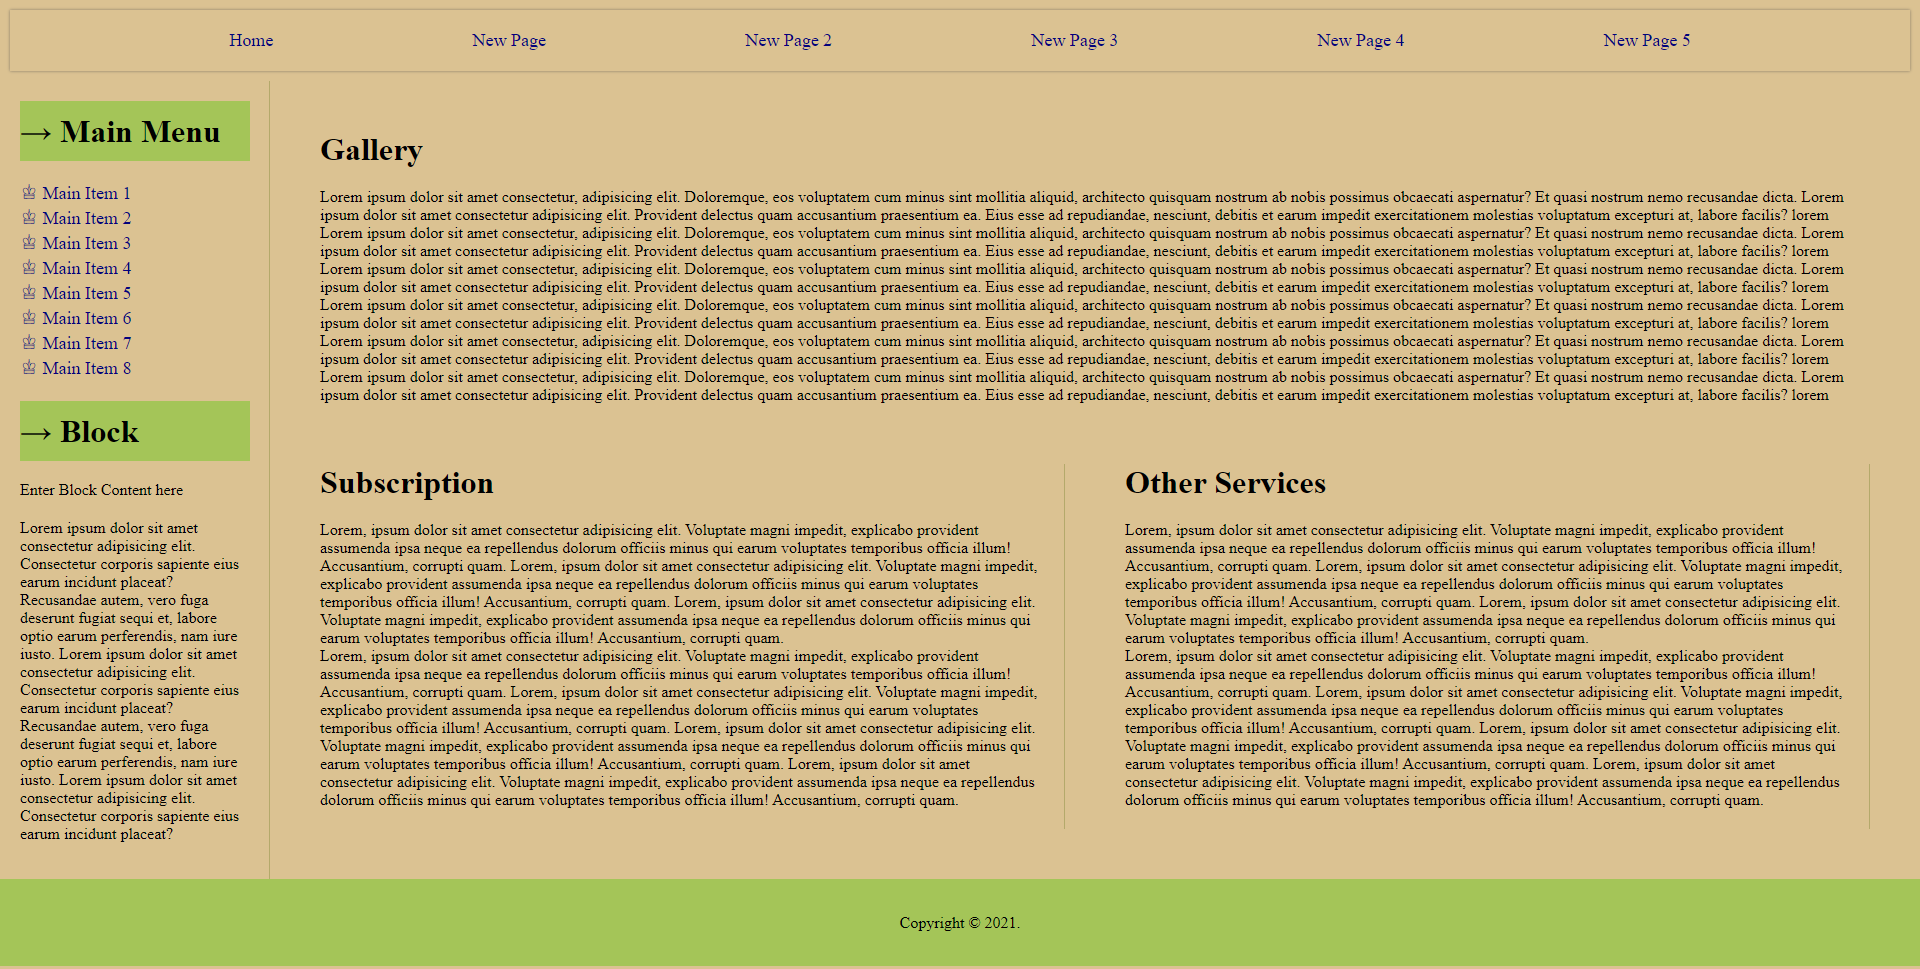 Home New Page New Page 2 New Page 3 New Page 4 New Page 5
→ Main Menu
♔ Main Item 1
♔ Main Item 2
♔ Main Item 3
♔ Main Item 4
♔ Main Item 5
♔ Main Item 6
♔ Main Item 7
♔ Main Item 8
→ Block
Enter Block Content here
Lorem ipsum dolor sit amet
consectetur adipisicing elit.
Consectetur corporis sapiente eius
earum incidunt placeat?
Recusandae autem, vero fuga
deserunt fugiat sequi et, labore
optio earum perferendis, nam iure
iusto. Lorem ipsum dolor sit amet
consectetur adipisicing elit.
Consectetur corporis sapiente eius
earum incidunt placeat?
Recusandae autem, vero fuga
deserunt fugiat sequi et, labore
optio earum perferendis, nam iure
iusto. Lorem ipsum dolor sit amet
consectetur adipisicing elit.
Consectetur corporis sapiente eius
earum incidunt placeat?
Gallery
Lorem ipsum dolor sit amet consectetur, adipisicing elit. Doloremque, eos voluptatem cum minus sint mollitia aliquid, architecto quisquam nostrum ab nobis possimus obcaecati aspernatur? Et quasi nostrum nemo recusandae dicta. Lorem
ipsum dolor sit amet consectetur adipisicing elit. Provident delectus quam accusantium praesentium ea. Eius esse ad repudiandae, nesciunt, debitis et earum impedit exercitationem molestias voluptatum excepturi at, labore facilis? lorem
Lorem ipsum dolor sit amet consectetur, adipisicing elit. Doloremque, eos voluptatem cum minus sint mollitia aliquid, architecto quisquam nostrum ab nobis possimus obcaecati aspernatur? Et quasi nostrum nemo recusandae dicta. Lorem
ipsum dolor sit amet consectetur adipisicing elit. Provident delectus quam accusantium praesentium ea. Eius esse ad repudiandae, nesciunt, debitis et earum impedit exercitationem molestias voluptatum excepturi at, labore facilis? lorem
Lorem ipsum dolor sit amet consectetur, adipisicing elit. Doloremque, eos voluptatem cum minus sint mollitia aliquid, architecto quisquam nostrum ab nobis possimus obcaecati aspernatur? Et quasi nostrum nemo recusandae dicta. Lorem
ipsum dolor sit amet consectetur adipisicing elit. Provident delectus quam accusantium praesentium ea. Eius esse ad repudiandae, nesciunt, debitis et earum impedit exercitationem molestias voluptatum excepturi at, labore facilis? lorem
Lorem ipsum dolor sit amet consectetur, adipisicing elit. Doloremque, eos voluptatem cum minus sint mollitia aliquid, architecto quisquam nostrum ab nobis possimus obcaecati aspernatur? Et quasi nostrum nemo recusandae dicta. Lorem
ipsum dolor sit amet consectetur adipisicing elit. Provident delectus quam accusantium praesentium ea. Eius esse ad repudiandae, nesciunt, debitis et earum impedit exercitationem molestias voluptatum excepturi at, labore facilis? lorem
Lorem ipsum dolor sit amet consectetur, adipisicing elit. Doloremque, eos voluptatem cum minus sint mollitia aliquid, architecto quisquam nostrum ab nobis possimus obcaecati aspernatur? Et quasi nostrum nemo recusandae dicta. Lorem
ipsum dolor sit amet consectetur adipisicing elit. Provident delectus quam accusantium praesentium ea. Eius esse ad repudiandae, nesciunt, debitis et earum impedit exercitationem molestias voluptatum excepturi at, labore facilis? lorem
Lorem ipsum dolor sit amet consectetur, adipisicing elit. Doloremque, eos voluptatem cum minus sint mollitia aliquid, architecto quisquam nostrum ab nobis possimus obcaecati aspernatur? Et quasi nostrum nemo recusandae dicta. Lorem
ipsum dolor sit amet consectetur adipisicing elit. Provident delectus quam accusantium praesentium ea. Eius esse ad repudiandae, nesciunt, debitis et earum impedit exercitationem molestias voluptatum excepturi at, labore facilis? lorem
Subscription
Lorem, ipsum dolor sit amet consectetur adipisicing elit. Voluptate magni impedit, explicabo provident
assumenda ipsa neque ea repellendus dolorum officiis minus qui earum voluptates temporibus officia illum!
Accusantium, corrupti quam. Lorem, ipsum dolor sit amet consectetur adipisicing elit. Voluptate magni impedit,
explicabo provident assumenda ipsa neque ea repellendus dolorum officiis minus qui earum voluptates
temporibus officia illum! Accusantium, corrupti quam. Lorem, ipsum dolor sit amet consectetur adipisicing elit.
Voluptate magni impedit, explicabo provident assumenda ipsa neque ea repellendus dolorum officiis minus qui
earum voluptates temporibus officia illum! Accusantium, corrupti quam.
Lorem, ipsum dolor sit amet consectetur adipisicing elit. Voluptate magni impedit, explicabo provident
assumenda ipsa neque ea repellendus dolorum officiis minus qui earum voluptates temporibus officia illum!
Accusantium, corrupti quam. Lorem, ipsum dolor sit amet consectetur adipisicing elit. Voluptate magni impedit,
explicabo provident assumenda ipsa neque ea repellendus dolorum officiis minus qui earum voluptates
temporibus officia illum! Accusantium, corrupti quam. Lorem, ipsum dolor sit amet consectetur adipisicing elit.
Voluptate magni impedit, explicabo provident assumenda ipsa neque ea repellendus dolorum officiis minus qui
earum voluptates temporibus officia illum! Accusantium, corrupti quam. Lorem, ipsum dolor sit amet
consectetur adipisicing elit. Voluptate magni impedit, explicabo provident assumenda ipsa neque ea repellendus
dolorum officiis minus qui earum voluptates temporibus officia illum! Accusantium, corrupti quam.
Other Services
Lorem, ipsum dolor sit amet consectetur adipisicing elit. Voluptate magni impedit, explicabo provident
assumenda ipsa neque ea repellendus dolorum officiis minus qui earum voluptates temporibus officia illum!
Accusantium, corrupti quam. Lorem, ipsum dolor sit amet consectetur adipisicing elit. Voluptate magni impedit,
explicabo provident assumenda ipsa neque ea repellendus dolorum officiis minus qui earum voluptates
temporibus officia illum! Accusantium, corrupti quam. Lorem, ipsum dolor sit amet consectetur adipisicing elit.
Voluptate magni impedit, explicabo provident assumenda ipsa neque ea repellendus dolorum officiis minus qui
earum voluptates temporibus officia illum! Accusantium, corrupti quam.
Lorem, ipsum dolor sit amet consectetur adipisicing elit. Voluptate magni impedit, explicabo provident
assumenda ipsa neque ea repellendus dolorum officiis minus qui earum voluptates temporibus officia illum!
Accusantium, corrupti quam. Lorem, ipsum dolor sit amet consectetur adipisicing elit. Voluptate magni impedit,
explicabo provident assumenda ipsa neque ea repellendus dolorum officiis minus qui earum voluptates
temporibus officia illum! Accusantium, corrupti quam. Lorem, ipsum dolor sit amet consectetur adipisicing elit.
Voluptate magni impedit, explicabo provident assumenda ipsa neque ea repellendus dolorum officiis minus qui
earum voluptates temporibus officia illum! Accusantium, corrupti quam. Lorem, ipsum dolor sit amet
consectetur adipisicing elit. Voluptate magni impedit, explicabo provident assumenda ipsa neque ea repellendus
dolorum officiis minus qui earum voluptates temporibus officia illum! Accusantium, corrupti quam.
Copyright © 2021.